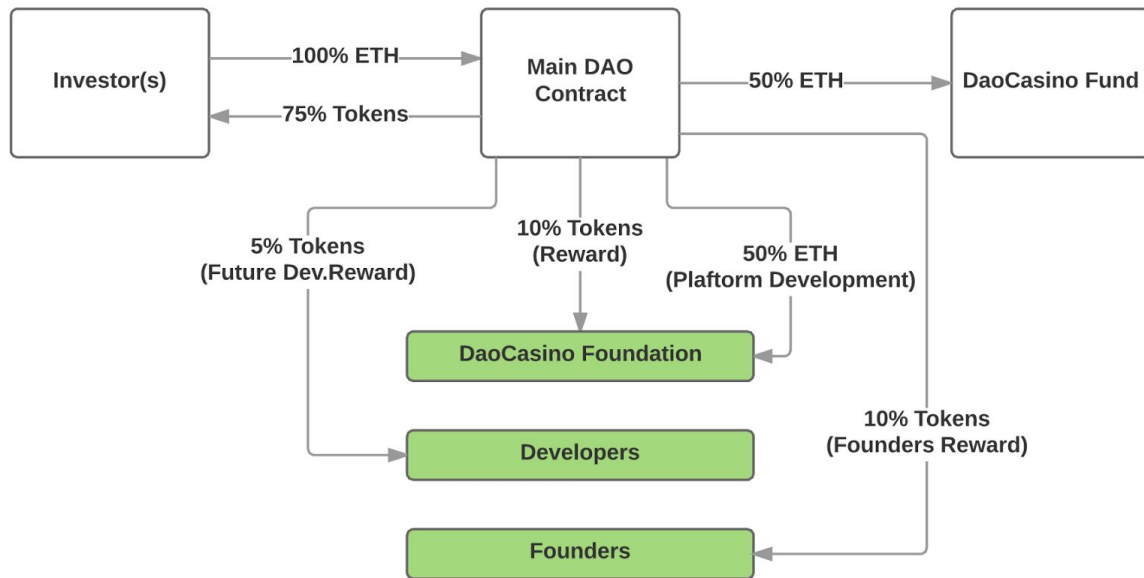 Investor(s)
100% ETH
75% Tokens
Main DAO
Contract
50% ETH
DaoCasino Fund
5% Tokens
(Future Dev.Reward)
10% Tokens
(Reward)
50% ETH
(Plaftorm Development)
DaoCasino Foundation
Developers
10% Tokens
(Founders Reward)
Founders